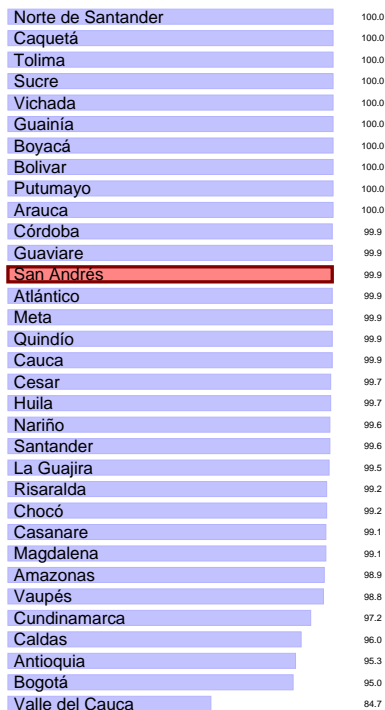 Norte de Santander 100.0
Caquetá 100.0
Tolima 100.0
Sucre 100.0
Vichada 100.0
Guainía 100.0
Boyacá 100.0
Bolivar 100.0
Putumayo 100.0
Arauca 100.0
Córdoba 99.9
Guaviare 99.9
San Andrés 99.9
Atlántico 99.9
Meta 99.9
Quindío 99.9
Cauca 99.9
Cesar 99.7
Huila 99.7
Nariño 99.6
Santander 99.6
La Guajira 99.5
Risaralda 99.2
Chocó 99.2
Casanare 99.1
Magdalena 99.1
Amazonas 98.9
Vaupés 98.8
Cundinamarca 97.2
Caldas 96.0
Antioquia 95.3
Bogotá 95.0
Valle del Cauca 84.7